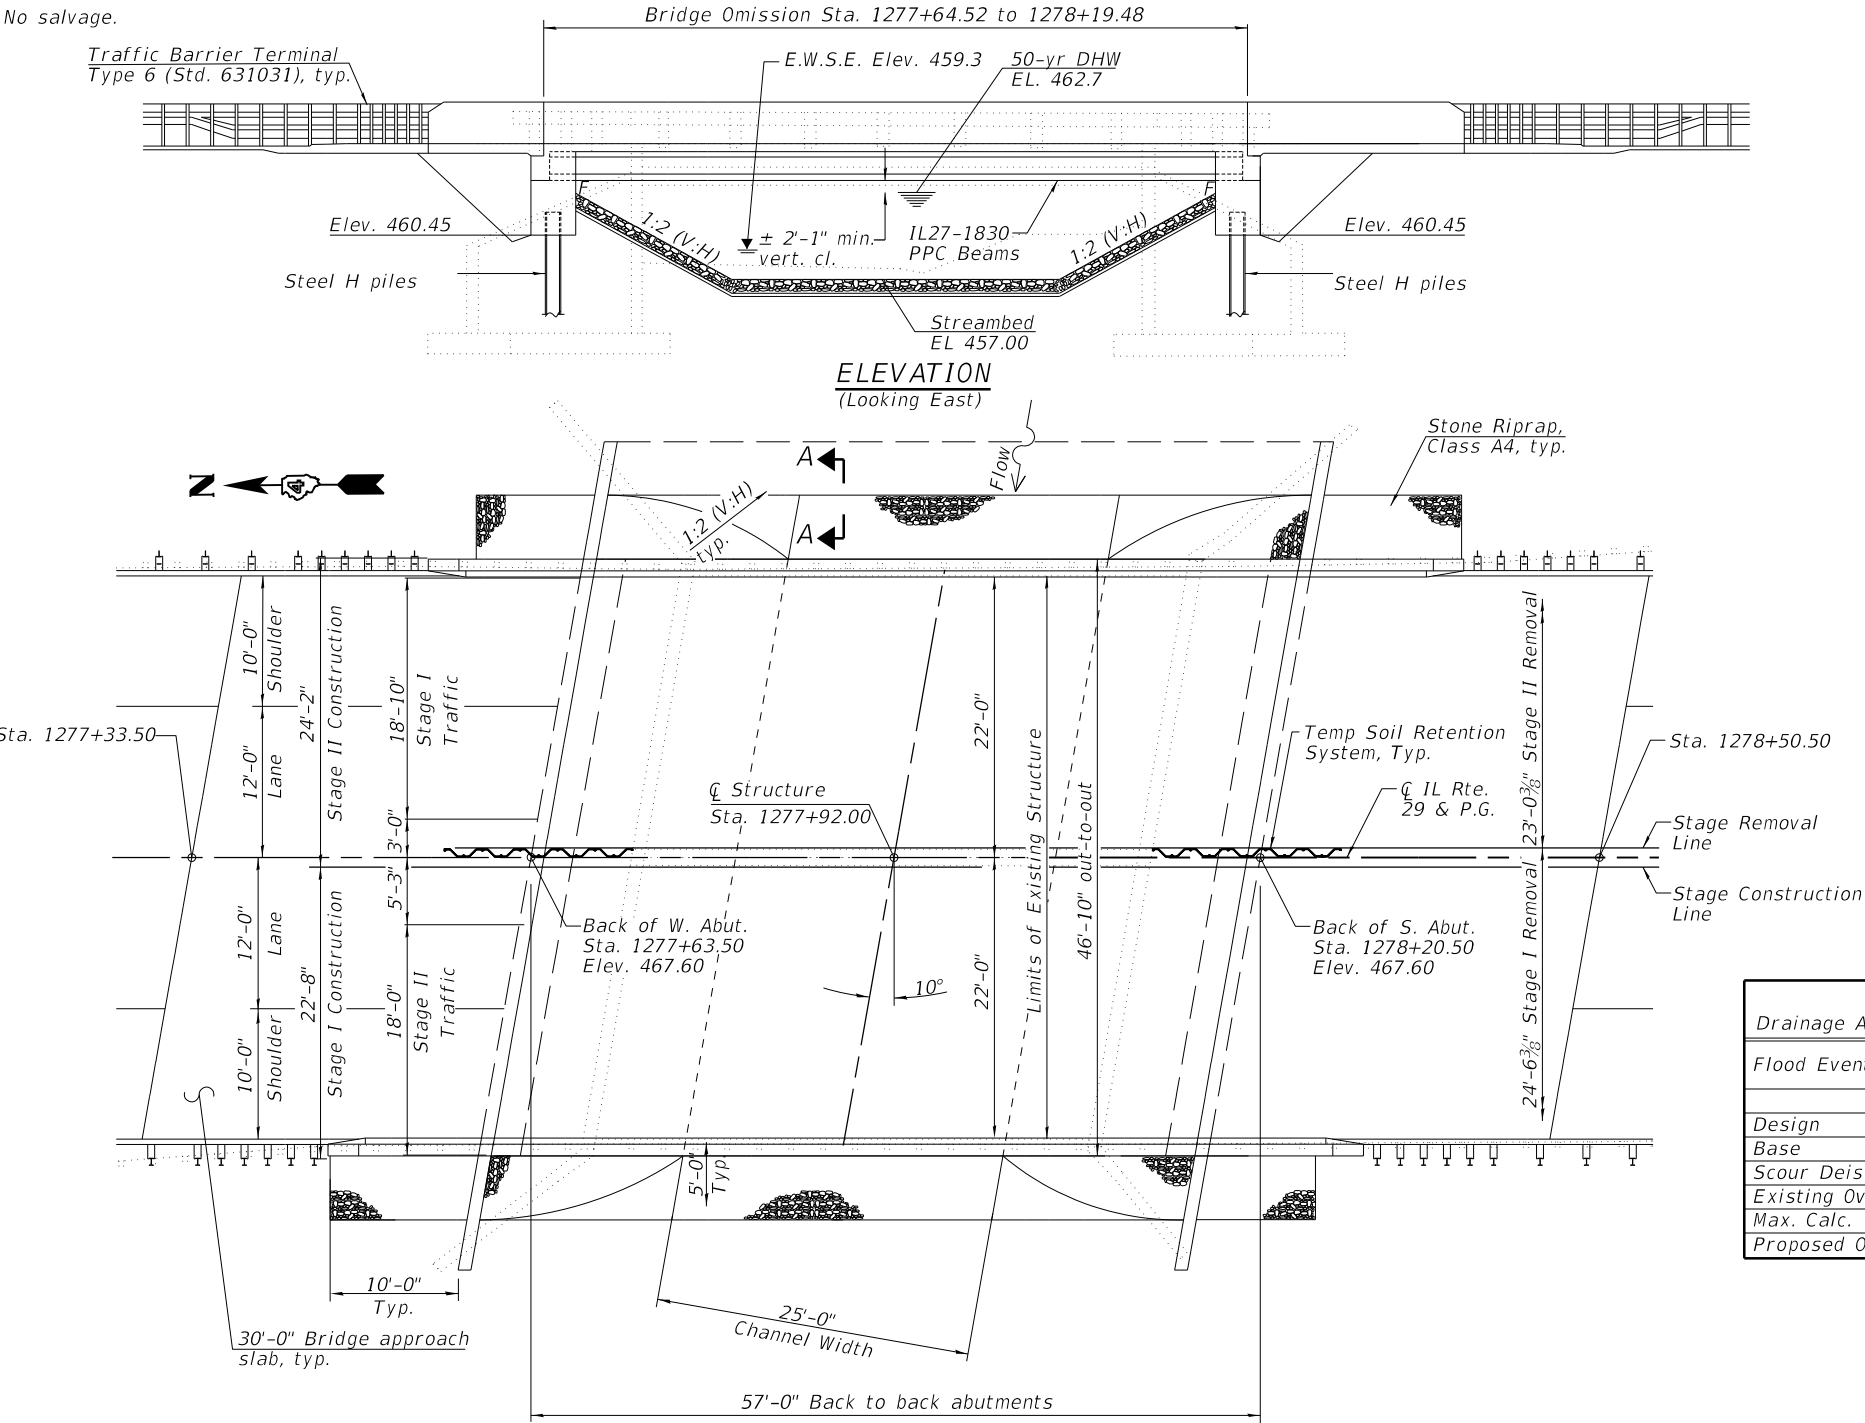 No salvage.
Bridge Omission Sta. 1277+64.52 to 1278+19.48
Traffic Barrier Terminal
Type 6 (Std. 631031), typ.
E.W.S.E. Elev. 459.3
50-yr DHW
EL. 462.7
F
F
1:2 (V:H)
1:2 (V:H)
Elev. 460.45
Elev. 460.45
± 2'-1" min.
vert. cl.
IL27-1830
PPC Beams
Steel H piles
Steel H piles
Streambed
EL 457.00
ELEVATION
(Looking East)
N
4
A
A
Flow
Stone Riprap,
Class A4, typ.
1:2 (V:H)
typ.
10'-0"
Shoulder
12'-0"
Lane
24'-2"
Stage II Construction
18'-10"
Stage I
Traffic
3'-0"
Sta. 1277+33.50
℄ Structure
Sta. 1277+92.00
22'-0"
22'-0"
Limits of Existing Structure
46'-10" out-to-out
Temp Soil Retention
System, Typ.
℄ IL Rte.
29 & P.G.
23'-0⅜" Stage II Removal
24'-6⅜" Stage I Removal
Sta. 1278+50.50
Stage Removal
Line
Stage Construction
Line
12'-0"
Lane
10'-0"
Shoulder
22'-8"
Stage I Construction
5'-3"
18'-0"
Stage II
Traffic
Back of W. Abut.
Sta. 1277+63.50
Elev. 467.60
10°
Back of S. Abut.
Sta. 1278+20.50
Elev. 467.60
5'-0"
Typ.
10'-0"
Typ.
30'-0" Bridge approach
slab, typ.
25'-0"
Channel Width
57'-0" Back to back abutments
Drainage A
Flood Event
Design
Base
Scour Deis
Existing Ov
Max. Calc.
Proposed O